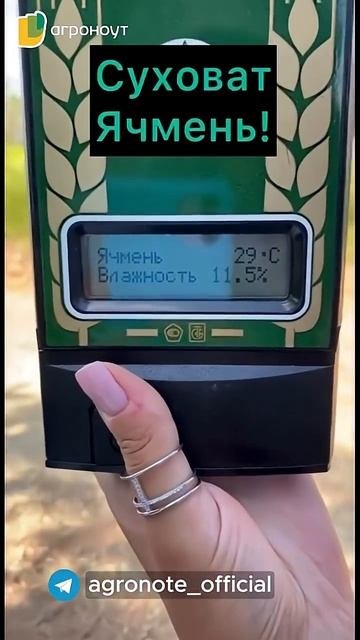 агроноут
Суховат
Ячмень!
Ячмень 29°C
Влажность 11.5%
agronote_official